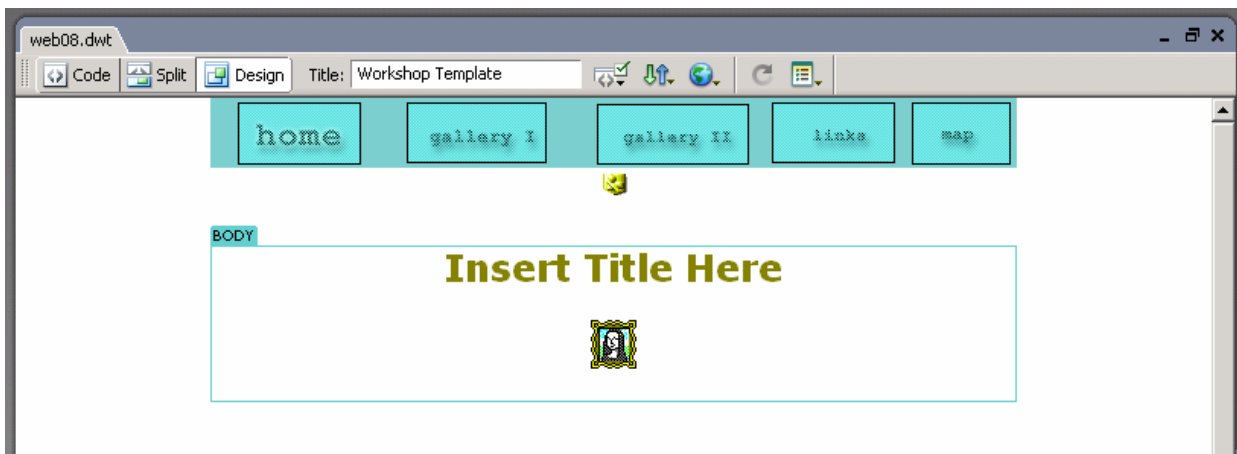 web08.dwt
Code Split Design Title: Workshop Template
home gallery I gallery II links map
BODY
Insert Title Here